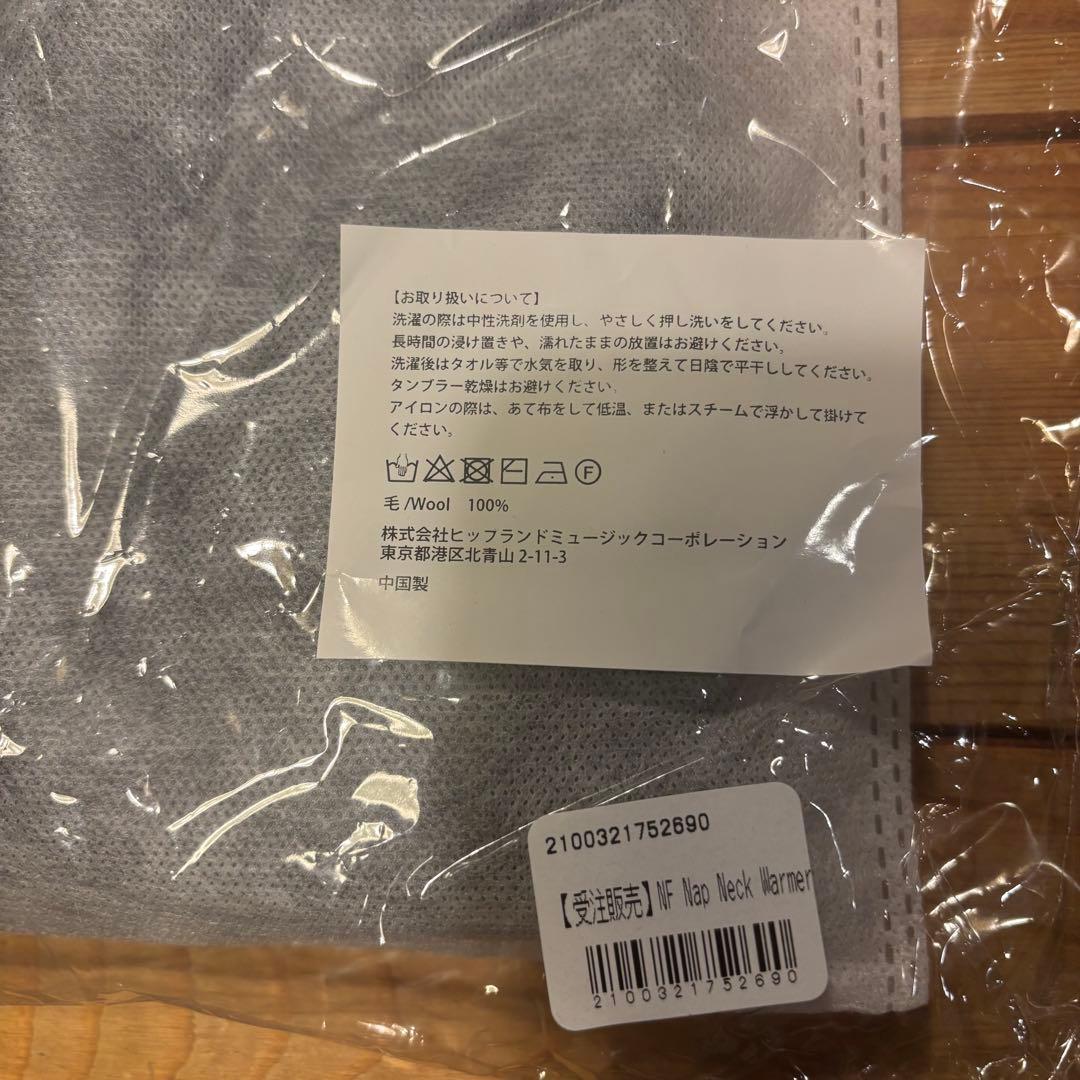 【お取り扱いについて】
洗濯の際は中性洗剤を使用し、やさしく押し洗いをしてください。
長時間の浸け置きや、濡れたままの放置はお避けください。
洗濯後はタオル等で水気を取り、形を整えて日陰で平干ししてください。
タンブラー乾燥はお避けください.
アイロンの際は、あて布をして低温、またはスチームで浮かして掛けて
ください。
F
毛/Wool 100%
株式会社ヒップランドミュージックコーポレーション
東京都港区北青山2-11-3
中国製
2100321752690
【受注販売】NF Nap Neck Warmer
2100321752690